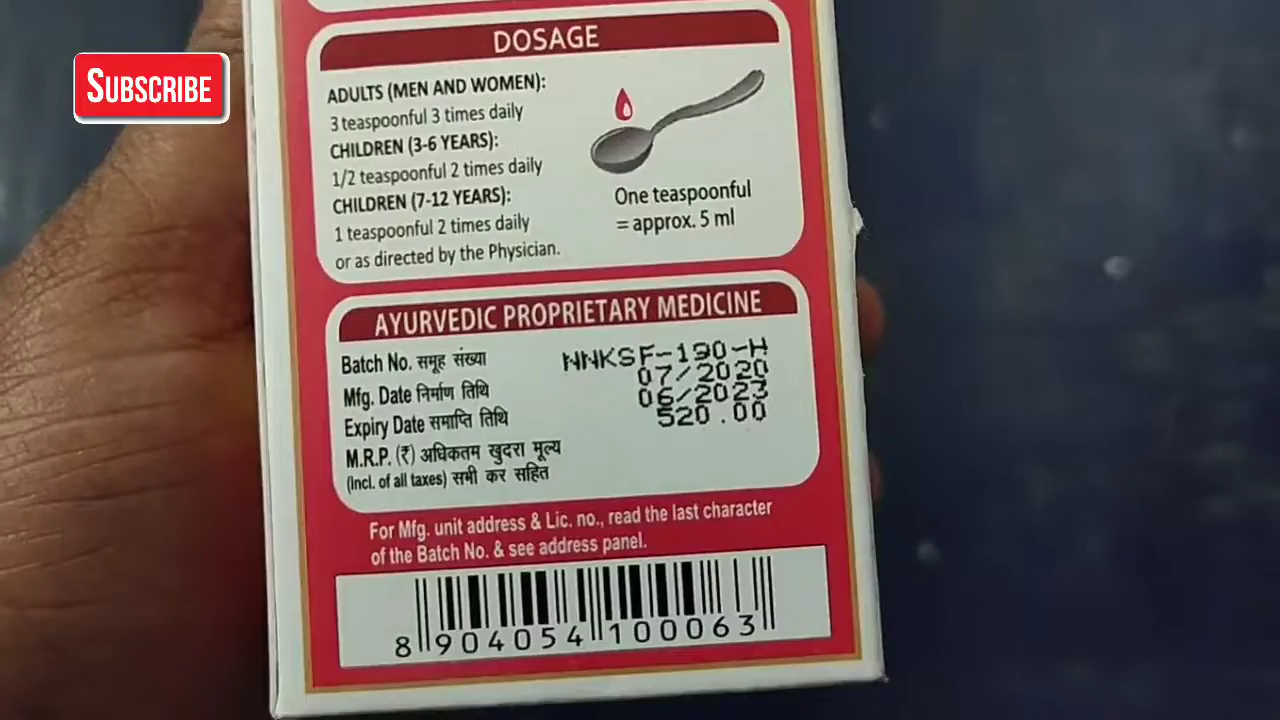 SUBSCRIBE
DOSAGE
ADULTS (MEN AND WOMEN):
3 teaspoonful 3 times daily
CHILDREN (3-6 YEARS):
1/2 teaspoonful 2 times daily
CHILDREN (7-12 YEARS):
1 teaspoonful 2 times daily
or as directed by the Physician.
One teaspoonful
= approx. 5 ml
AYURVEDIC PROPRIETARY MEDICINE
Batch No. समूह संख्या NNKSF-190-H
Mfg. Date निर्माण तिथि 07/2020
Expiry Date समाप्ति तिथि 06/2023
M.R.P. (₹) अधिकतम खुदरा मूल्य 520.00
(Incl. of all taxes) सभी कर सहित
For Mfg. unit address & Lic. no., read the last character
of the Batch No. & see address panel.
8 904054 100063